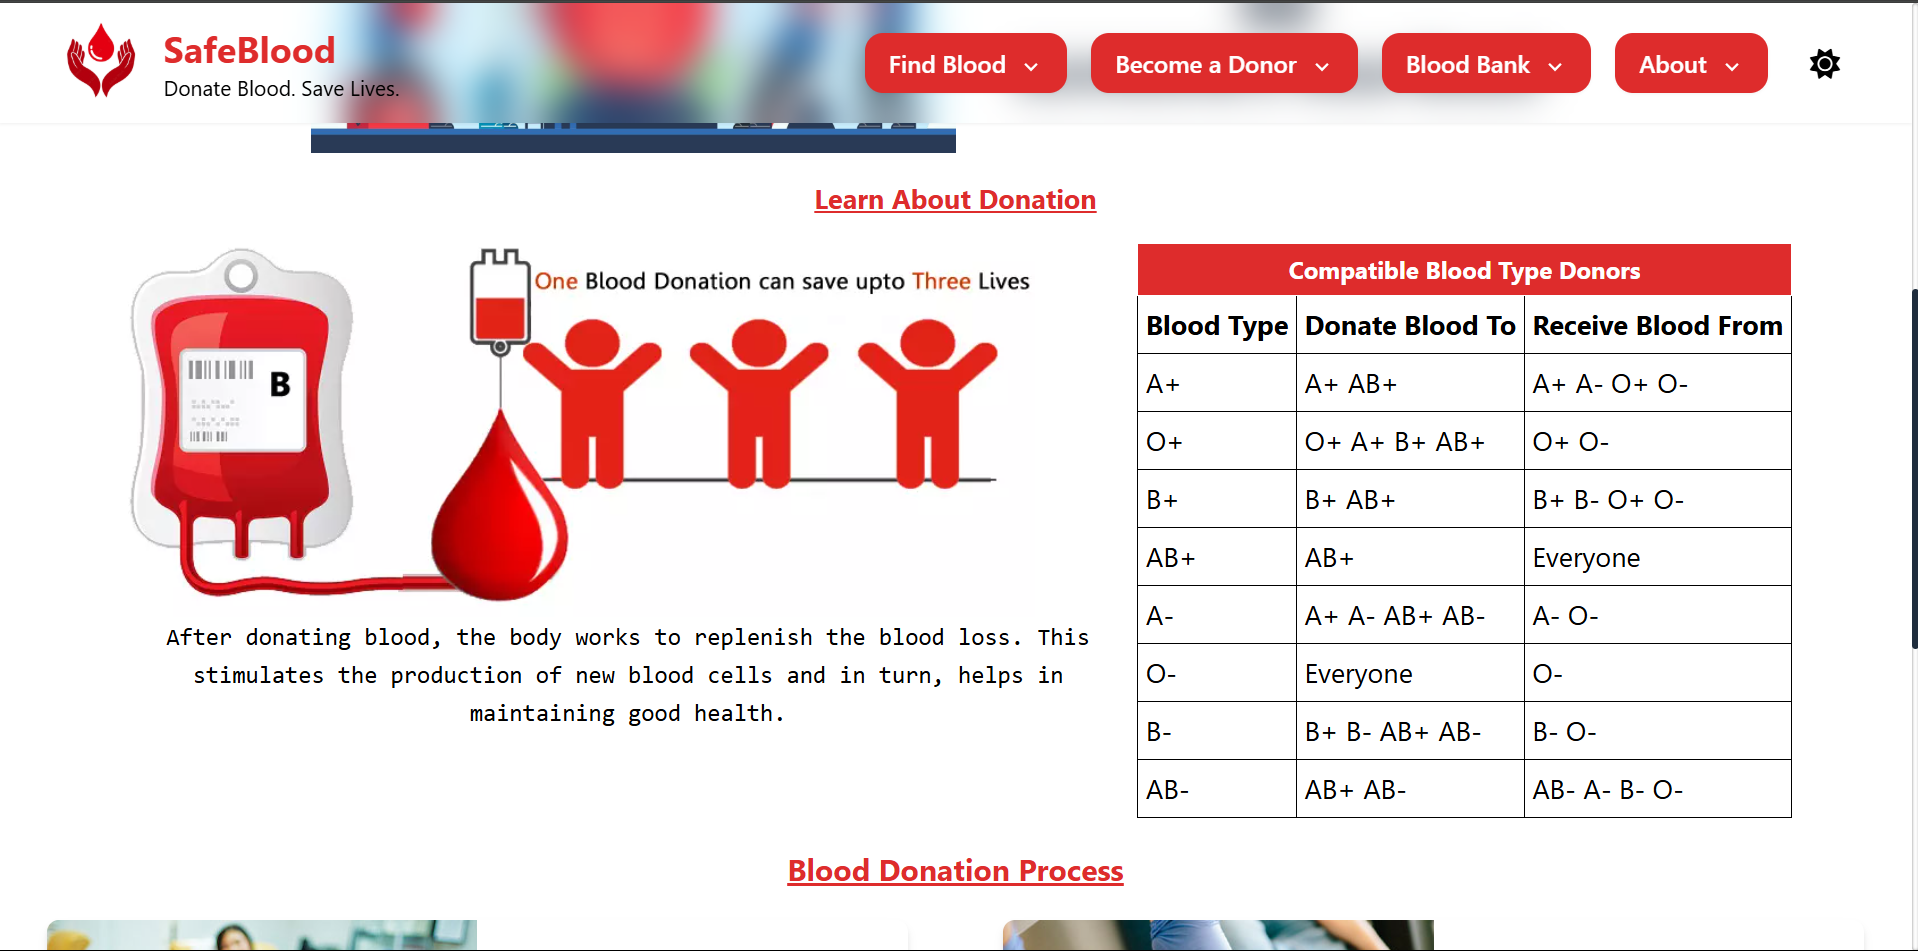 SafeBlood
Donate Blood. Save Lives.
Find Blood
Become a Donor
Blood Bank
About
Learn About Donation
B
One Blood Donation can save upto Three Lives
After donating blood, the body works to replenish the blood loss. This
stimulates the production of new blood cells and in turn, helps in
maintaining good health.
Compatible Blood Type Donors
Blood Type Donate Blood To Receive Blood From
A+ A+ AB+ A+ A- O+ O-
O+ O+ A+ B+ AB+ O+ O-
B+ B+ AB+ B+ B- O+ O-
AB+ AB+ Everyone
A- A+ A- AB+ AB- A- O-
O- Everyone O-
B- B+ B- AB+ AB- B- O-
AB- AB+ AB- AB- A- B- O-
Blood Donation Process